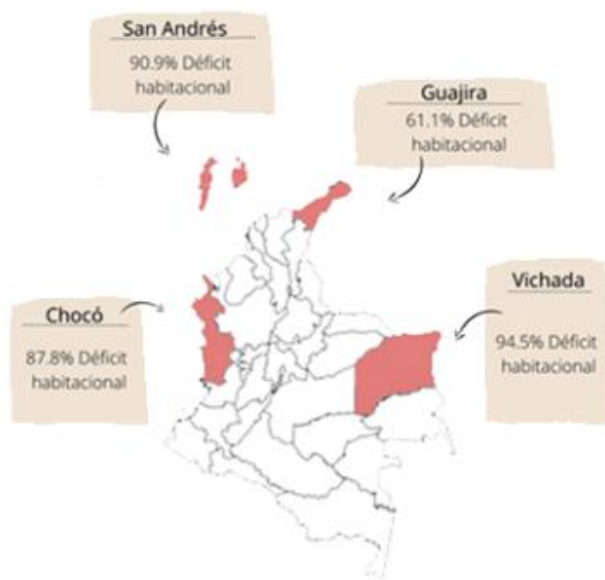 San Andrés
90.9% Déficit
habitacional
Guajira
61.1% Déficit
habitacional
Chocó
87.8% Déficit
habitacional
Vichada
94.5% Déficit
habitacional